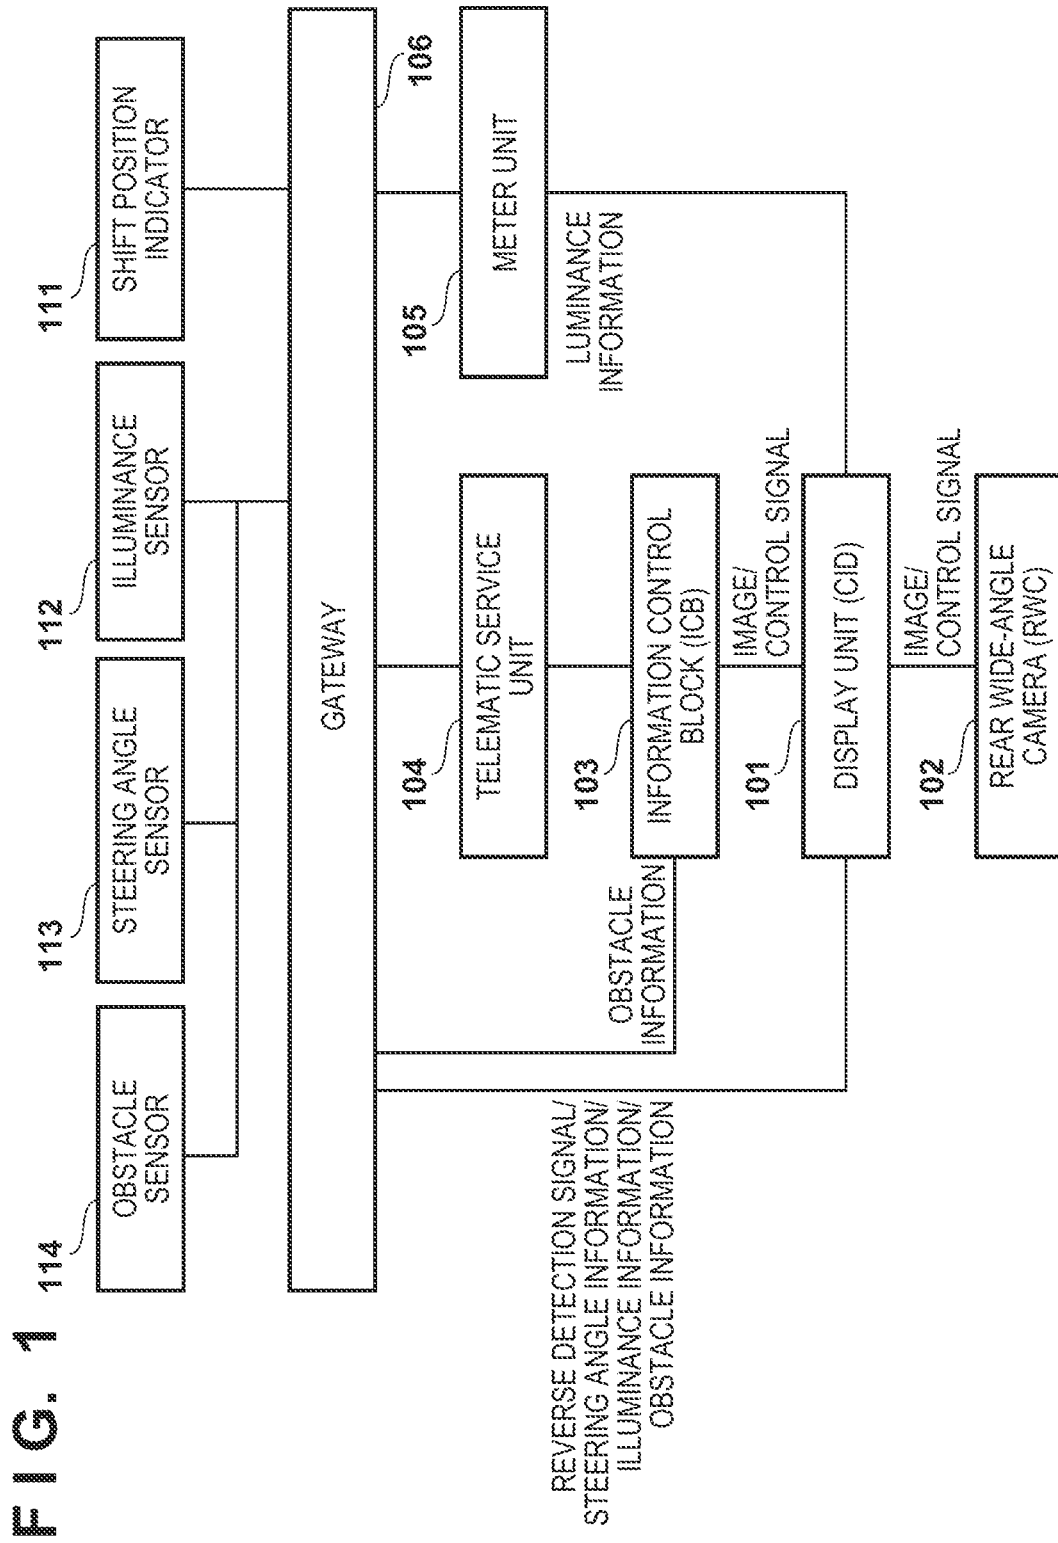 FIG. 1
114
OBSTACLE
SENSOR
113
STEERING ANGLE
SENSOR
112
ILLUMINANCE
SENSOR
111
SHIFT POSITION
INDICATOR
GATEWAY
106
104
TELEMATIC SERVICE
UNIT
105
METER UNIT
REVERSE DETECTION SIGNAL/
STEERING ANGLE INFORMATION/
ILLUMINANCE INFORMATION/
OBSTACLE INFORMATION
OBSTACLE
INFORMATION
103
INFORMATION CONTROL
BLOCK (ICB)
LUMINANCE
INFORMATION
IMAGE/
CONTROL SIGNAL
101
DISPLAY UNIT (CID)
IMAGE/
CONTROL SIGNAL
102
REAR WIDE-ANGLE
CAMERA (RWC)